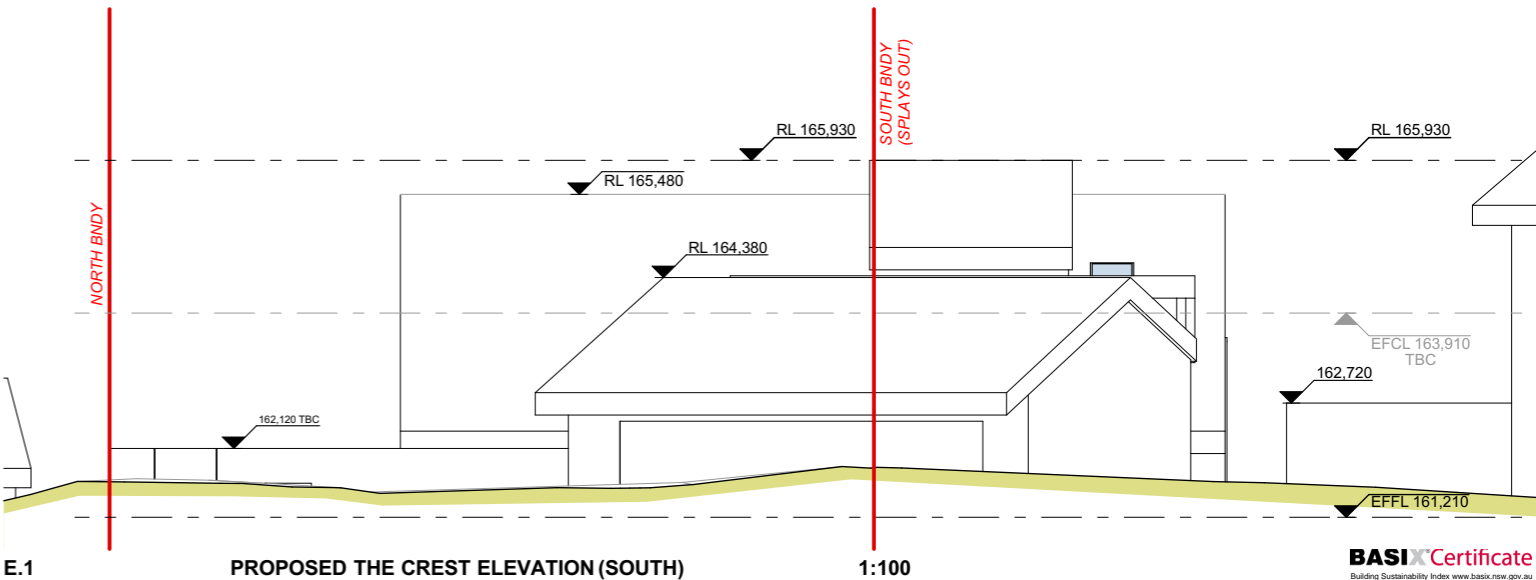 SOUTH BNDY
(SPLAYS OUT)
RL 165,930
RL 165,930
RL 165,480
NORTH BNDY
RL 164,380
EFCL 163,910
TBC
162,720
162,120 TBC
EFFL 161,210
E.1
PROPOSED THE CREST ELEVATION (SOUTH)
1:100
BASIX Certificate
Building Sustainability Index www.basix.nsw.gov.au